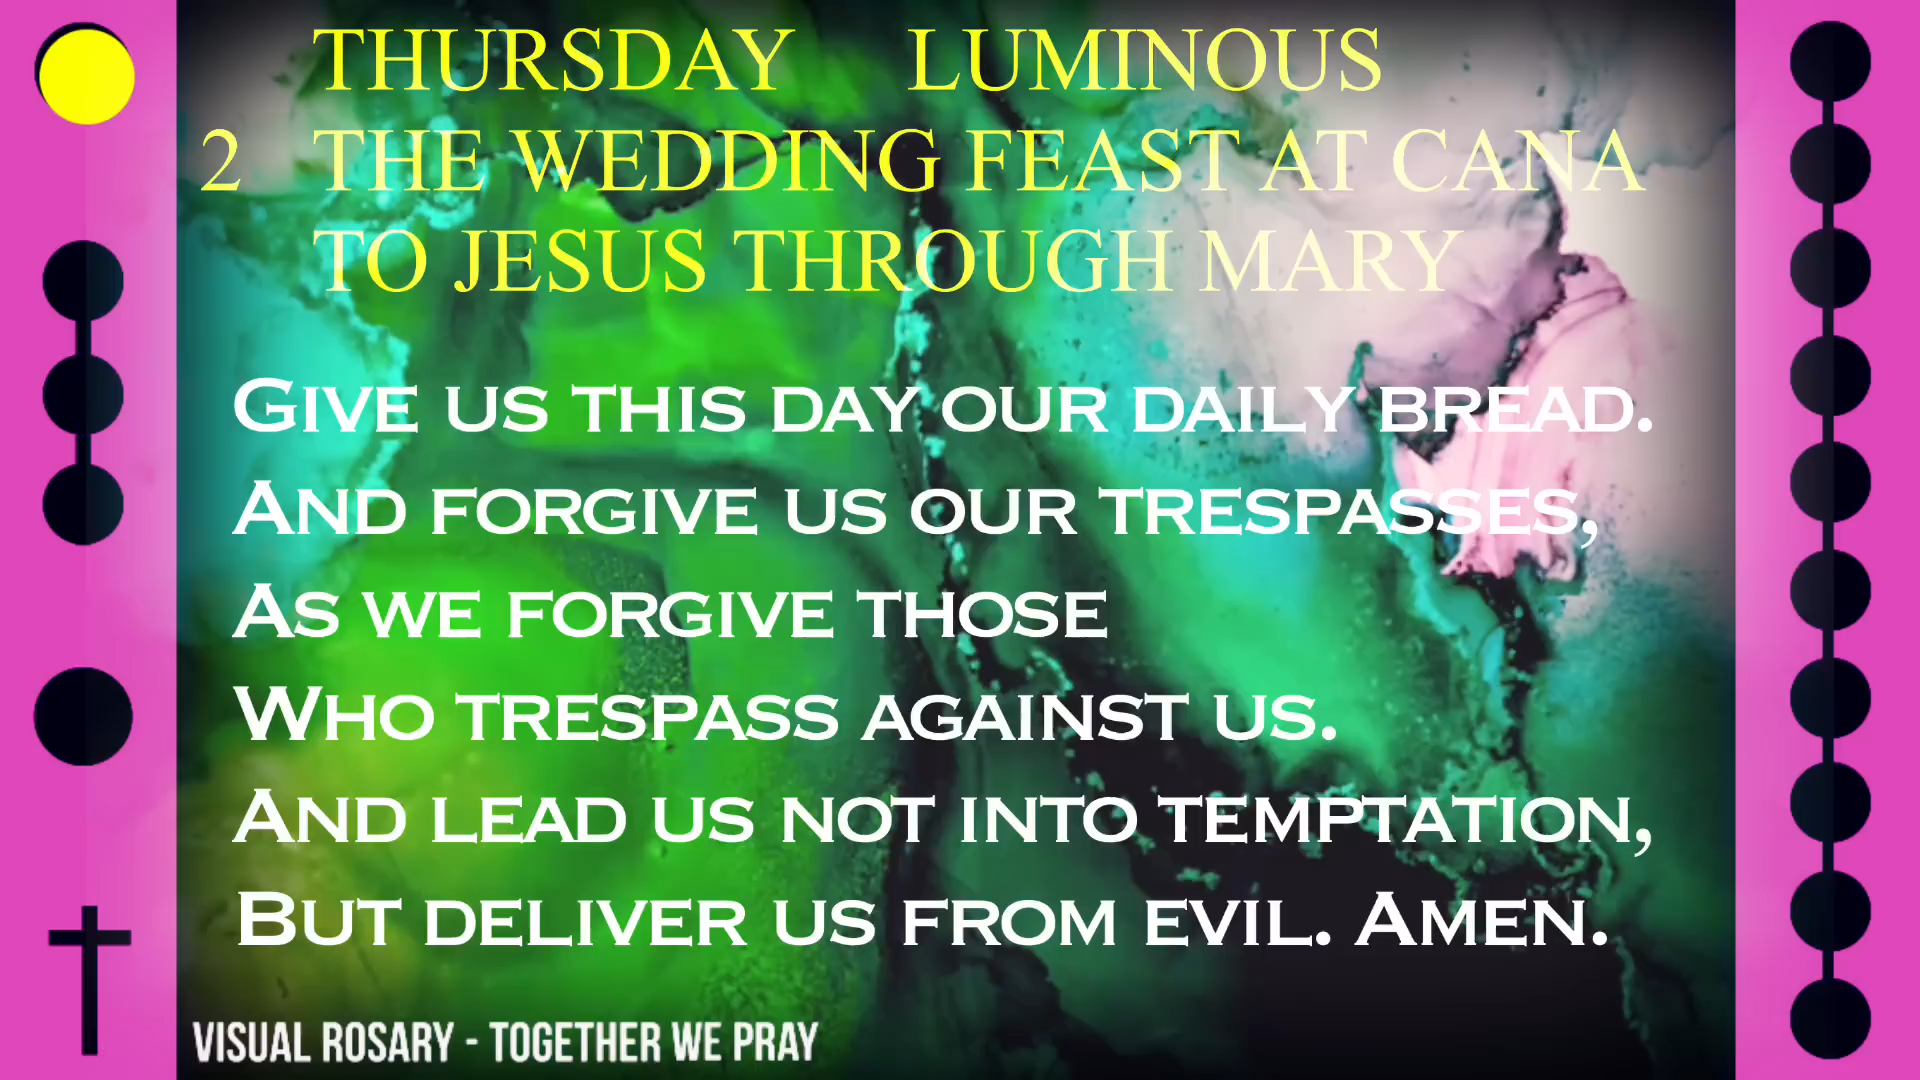 THURSDAY LUMINOUS
2 THE WEDDING FEAST AT CANA
TO JESUS THROUGH MARY
GIVE US THIS DAY OUR DAILY BREAD.
AND FORGIVE US OUR TRESPASSES,
AS WE FORGIVE THOSE
WHO TRESPASS AGAINST US.
AND LEAD US NOT INTO TEMPTATION,
BUT DELIVER US FROM EVIL. AMEN.
VISUAL ROSARY - TOGETHER WE PRAY